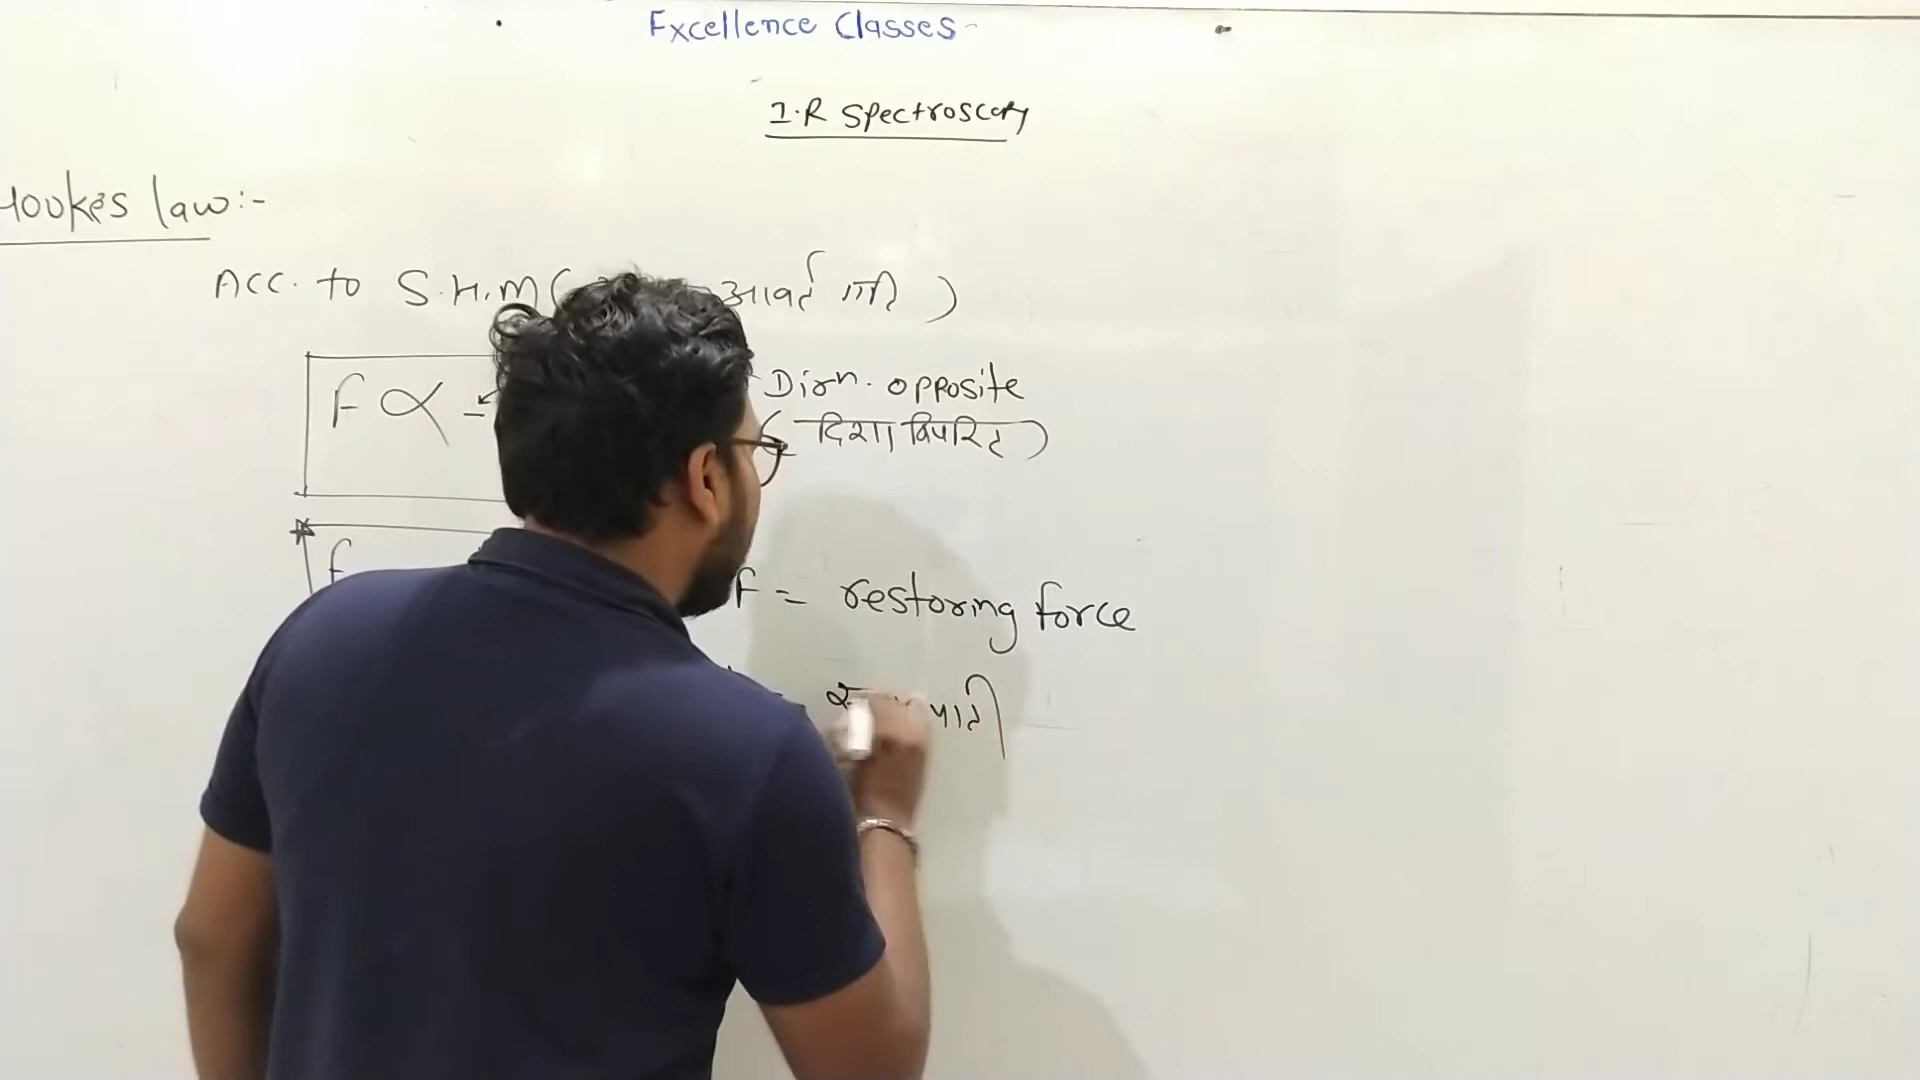 Excellence Classes
I.R Spectroscopy
Hookes law:-
Acc. to S.H.M ( आवर्त गति )
F ∝ - Dirn. opposite
( दिशा विपरित )
F
F = restoring force